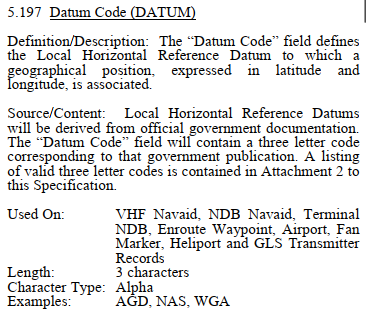 5.197 Datum Code (DATUM)
Definition/Description: The “Datum Code” field defines
the Local Horizontal Reference Datum to which a
geographical position, expressed in latitude and
longitude, is associated.
Source/Content: Local Horizontal Reference Datums
will be derived from official government documentation.
The “Datum Code” field will contain a three letter code
corresponding to that government publication. A listing
of valid three letter codes is contained in Attachment 2 to
this Specification.
Used On: VHF Navaid, NDB Navaid, Terminal
NDB, Enroute Waypoint, Airport, Fan
Marker, Heliport and GLS Transmitter
Records
Length: 3 characters
Character Type: Alpha
Examples: AGD, NAS, WGA